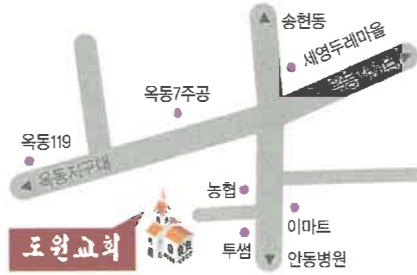 송현동
세영두레마을
옥동7주공
옥동119
옥동지구대
농협
이마트
도원교회
투썸
안동병원